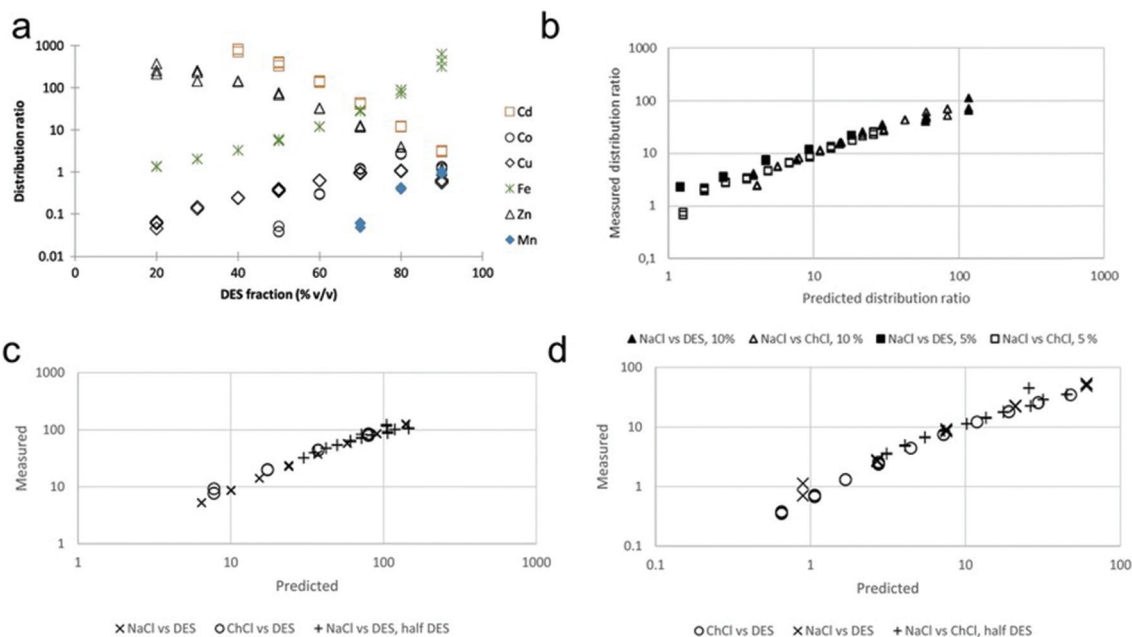 a
1000
100
10
1
0.1
0.01
Distribution ratio
0 20 40 60 80 100
DES fraction (% v/v)
Cd
Co
Cu
Fe
Zn
Mn
b
1000
100
10
1
0,1
Measured distribution ratio
1 10 100 1000
Predicted distribution ratio
NaCl vs DES, 10% NaCl vs ChCl, 10 % NaCl vs DES, 5% NaCl vs ChCl, 5 %
c
1000
100
10
1
Measured
1 10 100 1000
Predicted
NaCl vs DES ChCl vs DES NaCl vs DES, half DES
d
100
10
1
0.1
Measured
0.1 1 10 100
Predicted
ChCl vs DES NaCl vs DES NaCl vs ChCl, half DES